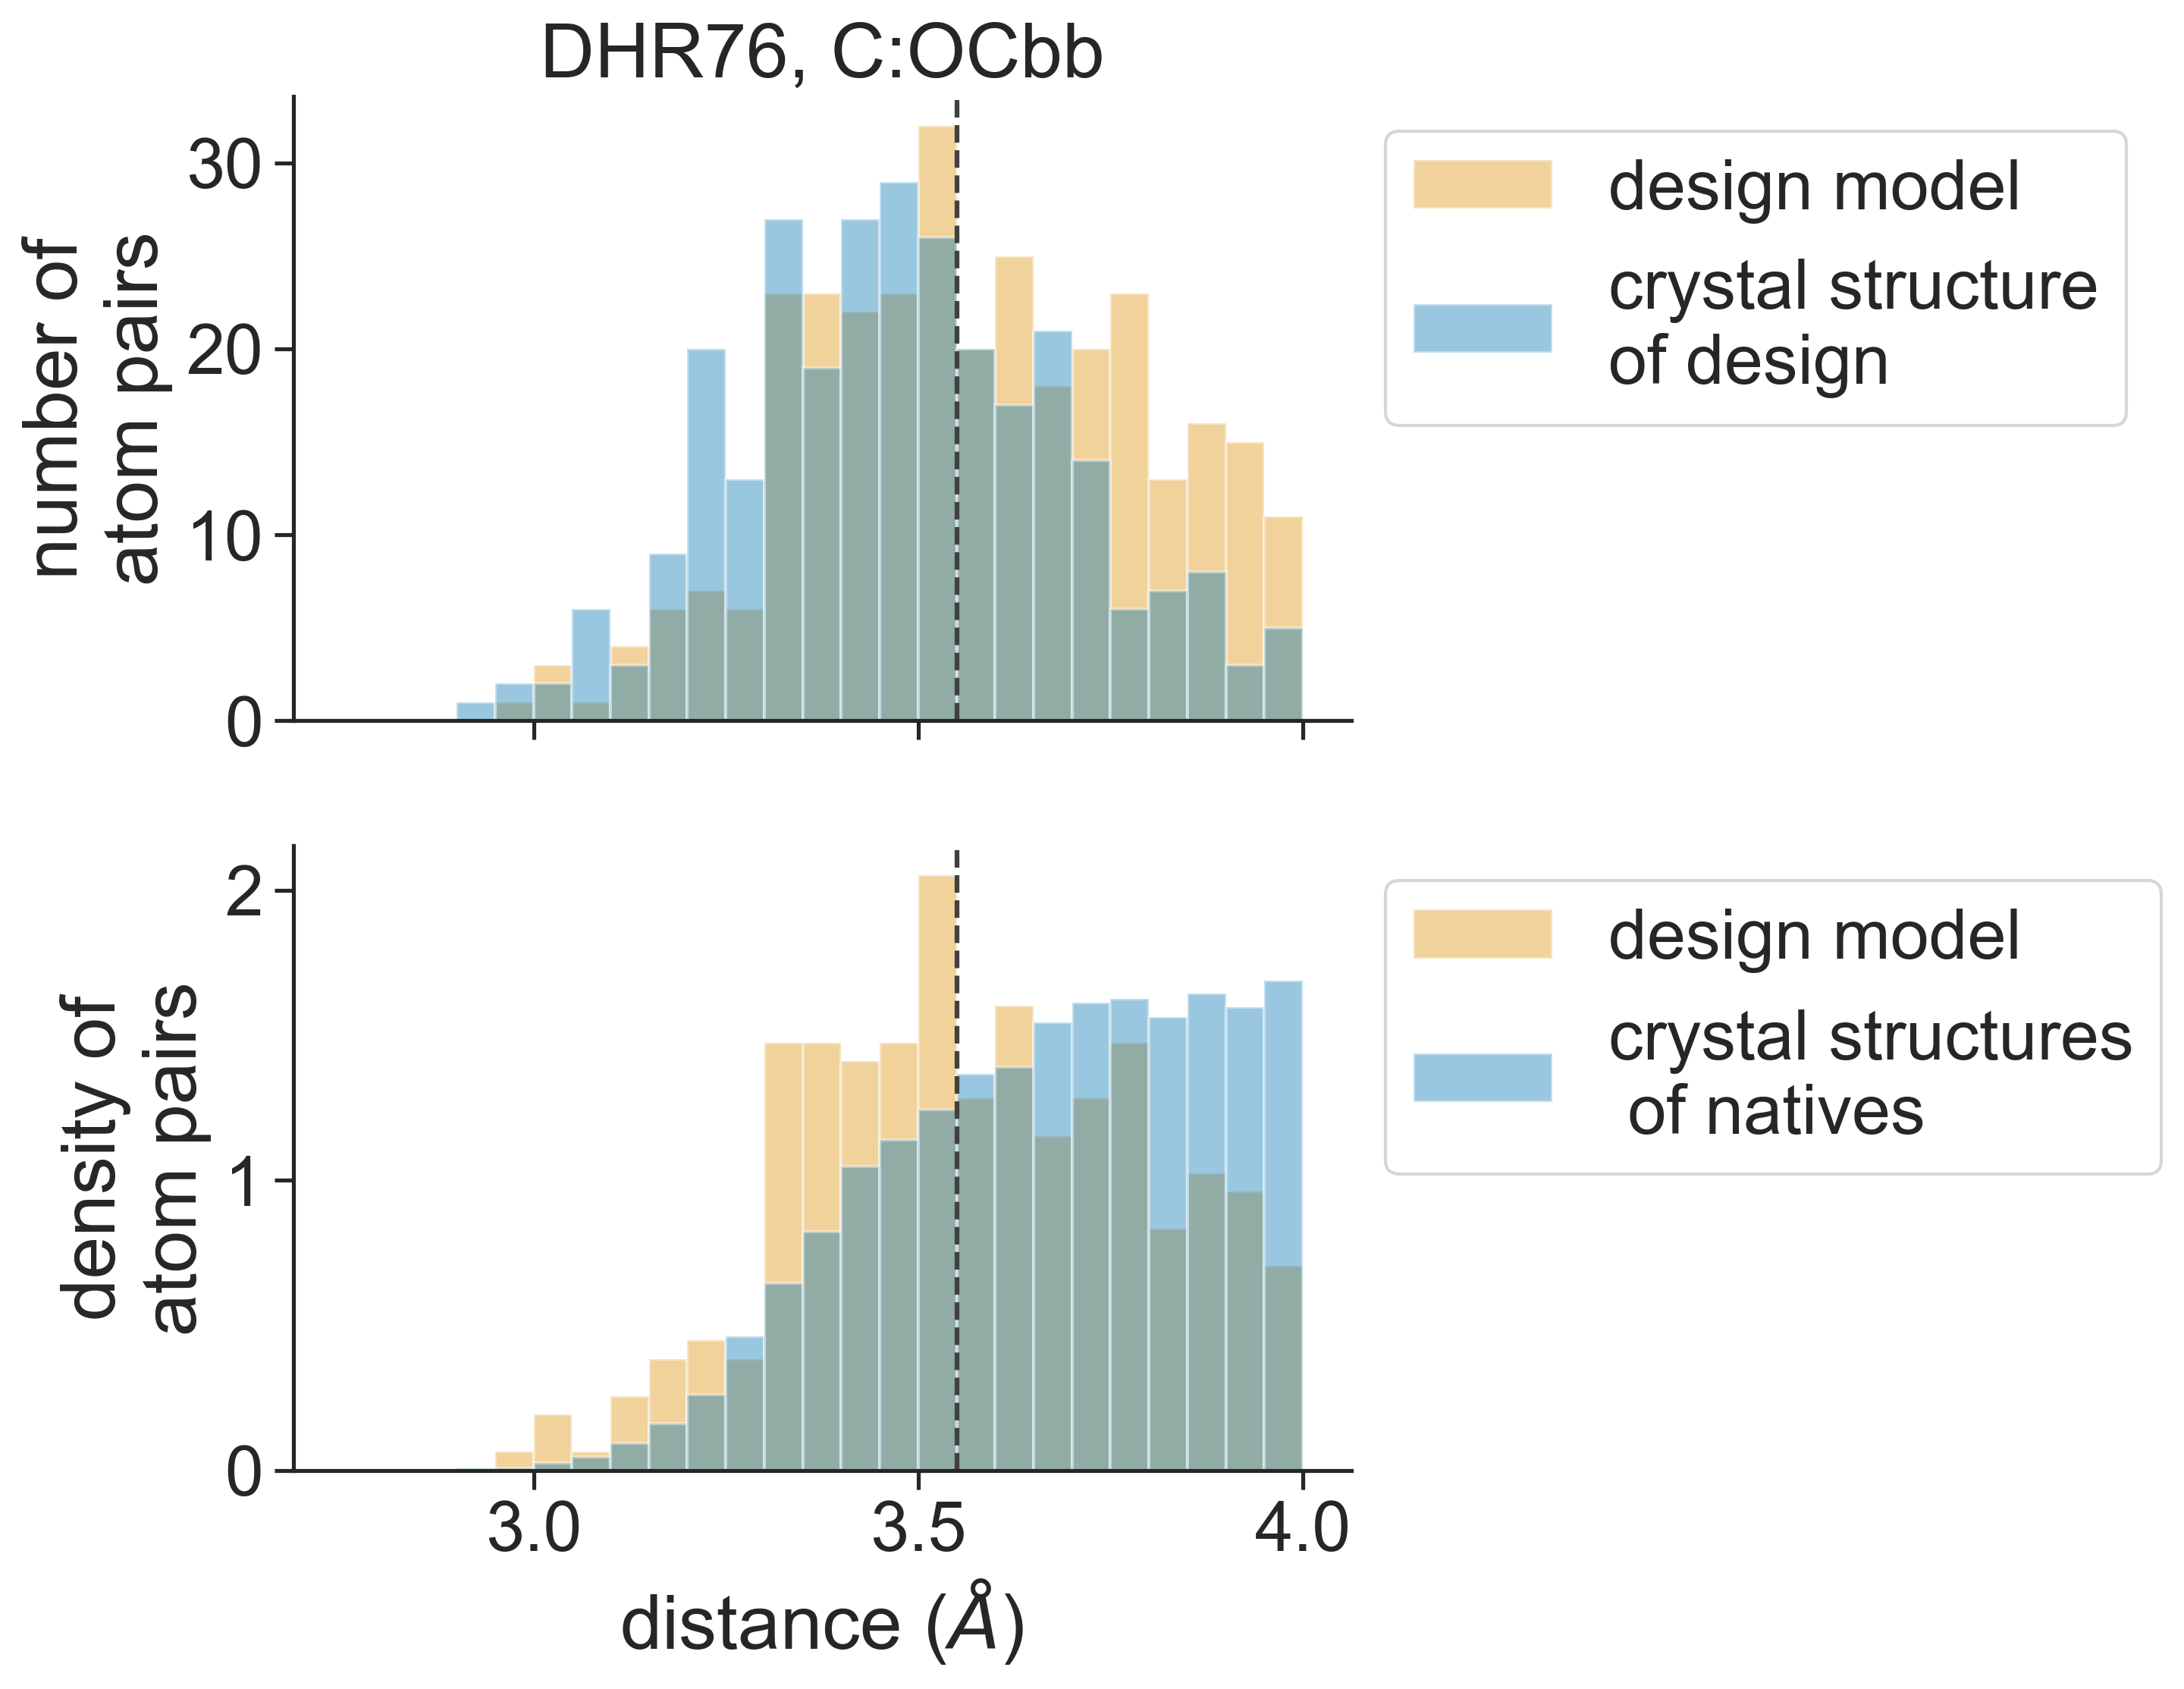 DHR76, C:OCbb
number of
atom pairs
30
20
10
0
design model
crystal structure
of design
density of
atom pairs
2
1
0
design model
crystal structures
of natives
3.0
3.5
4.0
distance (Å)